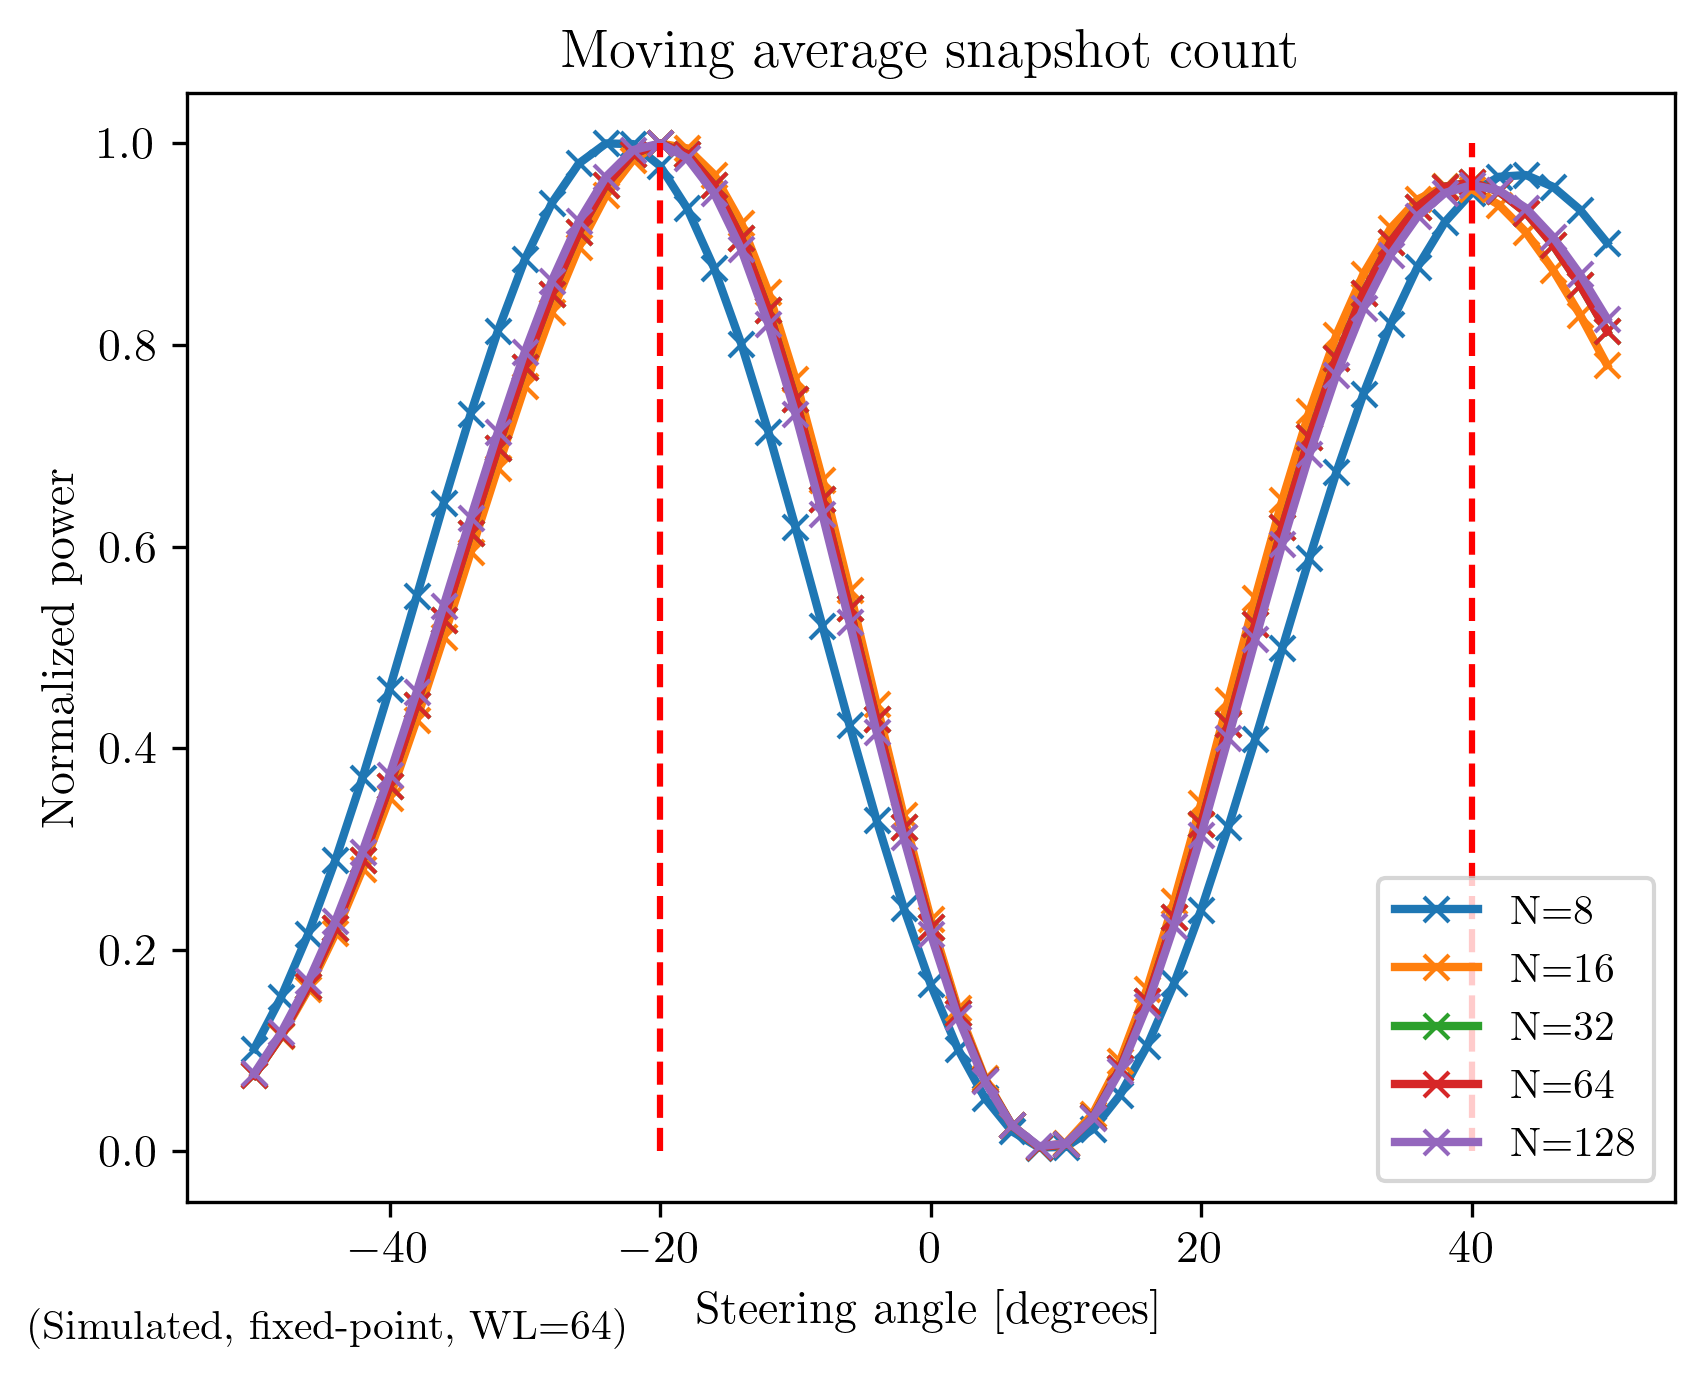 Moving average snapshot count
Normalized power
1.0
0.8
0.6
0.4
0.2
0.0
−40
−20
0
20
40
Steering angle [degrees]
(Simulated, fixed-point, WL=64)
N=8
N=16
N=32
N=64
N=128